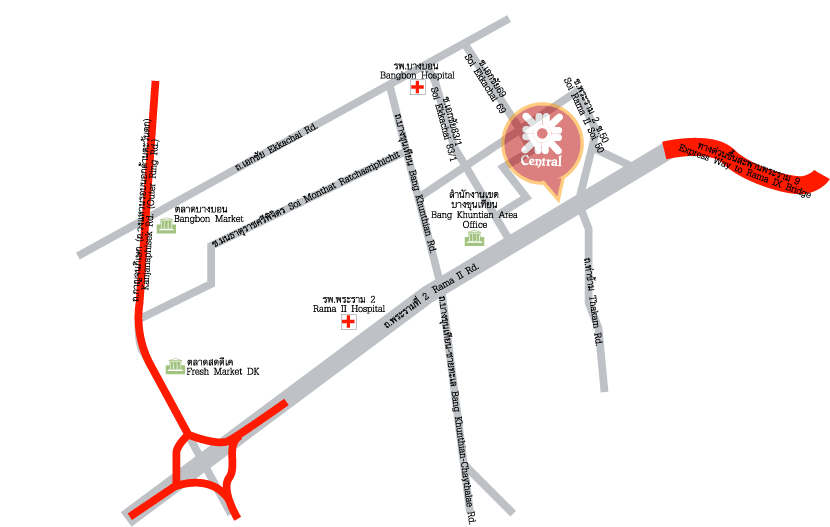 รพ.บางบอน
Bangbon Hospital
ซ.เอกชัย69
Soi Ekkachai 69
ซ.เอกชัย83/1
Soi Ekkachai 83/1
ซ.พระราม 2 ซ.50
Soi Rama II Soi 50
Central
ทางด่วนขึ้นสะพานพระราม 9
Express Way to Rama IX Bridge
ถ.เอกชัย Ekkachai Rd.
ถ.บางขุนเทียน Bang Khunthian Rd.
ซ.มนธาตุราชศรีพิจิตร Soi Monthat Ratchasriphichit
สำนักงานเขต
บางขุนเทียน
Bang Khuntian Area
Office
ตลาดบางบอน
Bangbon Market
ถ.กาญจนาภิเษก (ถ.วงแหวนรอบนอกด้านตะวันตก)
Kanjanaphisek Rd. (Outer Ring Rd.)
ถ.ท่าข้าม Thakam Rd.
รพ.พระราม 2
Rama II Hospital
ถ.พระรามที่ 2 Rama II Rd.
ถ.บางขุนเทียน-ชายทะเล Bang Khunthian-Chaythalae Rd.
ตลาดสดดีเค
Fresh Market DK